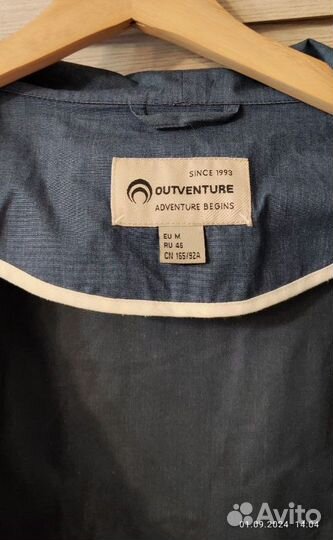 SINCE 1993
OUTVENTURE
ADVENTURE BEGINS
EU M
RU 46
CN 165/92A
01.09.2024 14:04
Avito